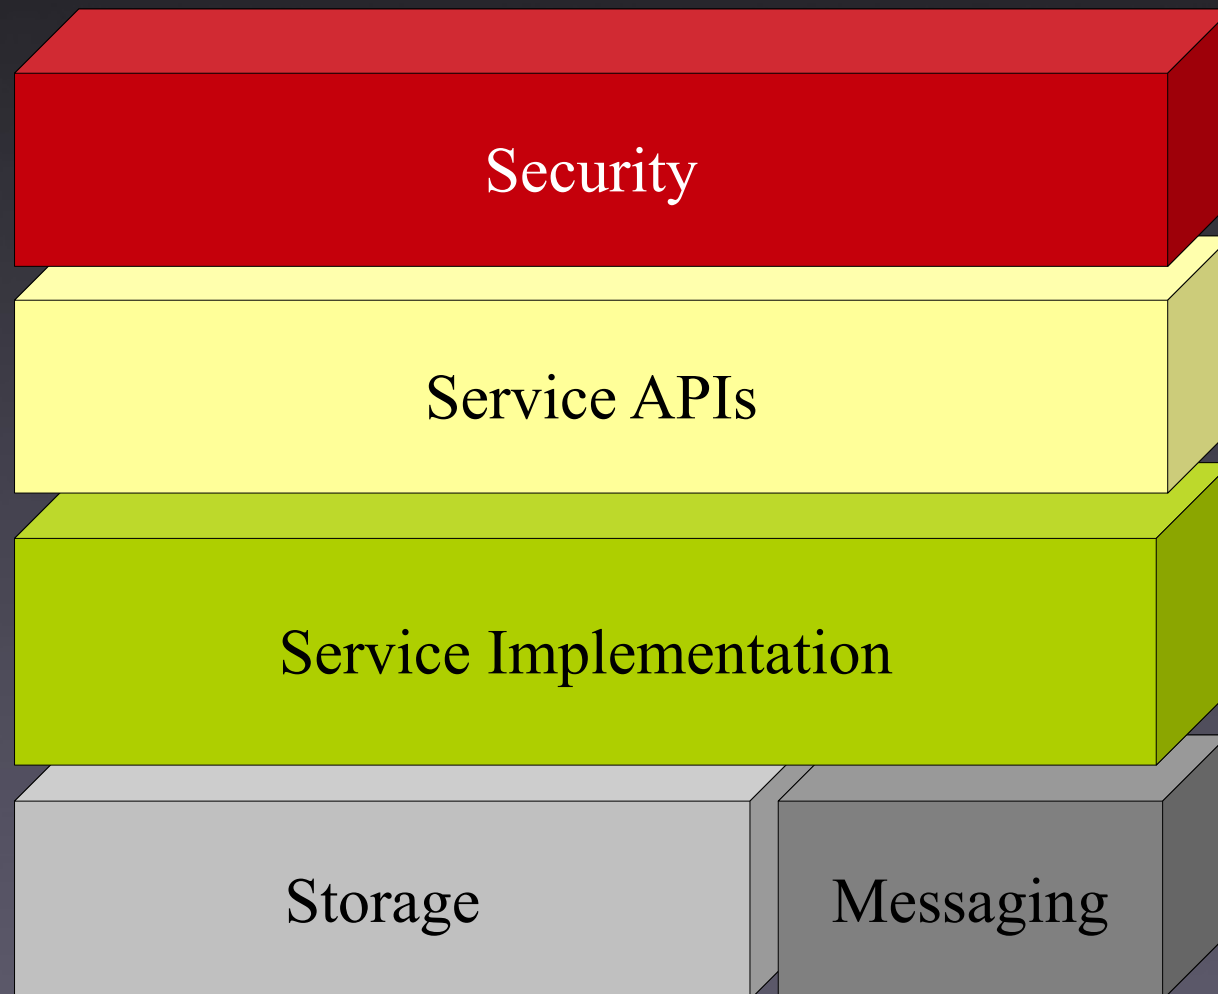 Security
Service APIs
Service Implementation
Storage
Messaging